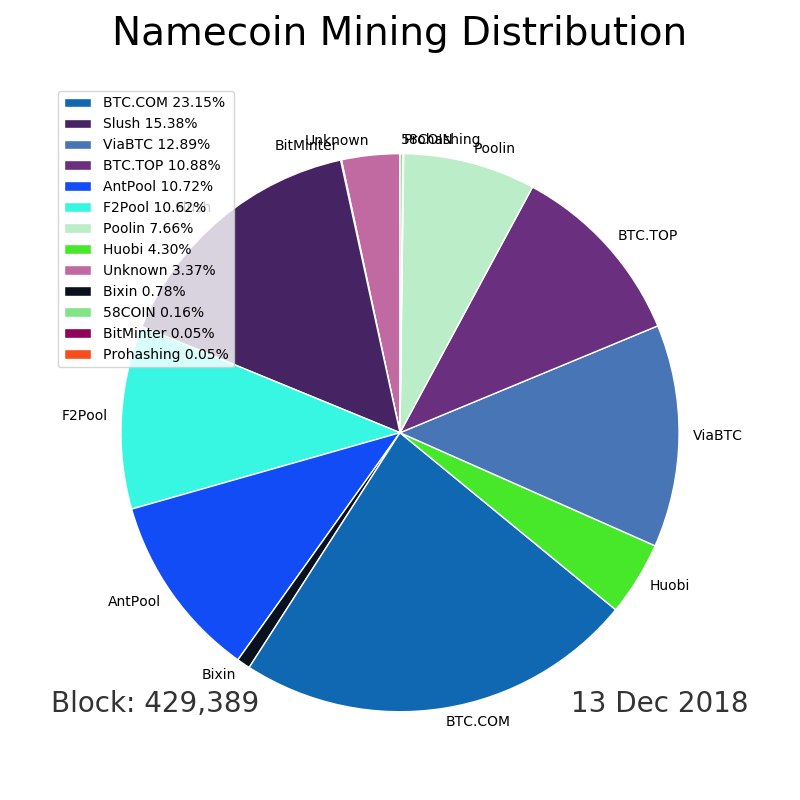 Namecoin Mining Distribution
BTC.COM 23.15%
Slush 15.38%
ViaBTC 12.89%
BTC.TOP 10.88%
AntPool 10.72%
F2Pool 10.62%
Poolin 7.66%
Huobi 4.30%
Unknown 3.37%
Bixin 0.78%
58COIN 0.16%
BitMinter 0.05%
Prohashing 0.05%
BitMinter
Unknown
58COIN
Prohashing
Poolin
BTC.TOP
ViaBTC
Huobi
BTC.COM
Bixin
AntPool
F2Pool
Block: 429,389
13 Dec 2018